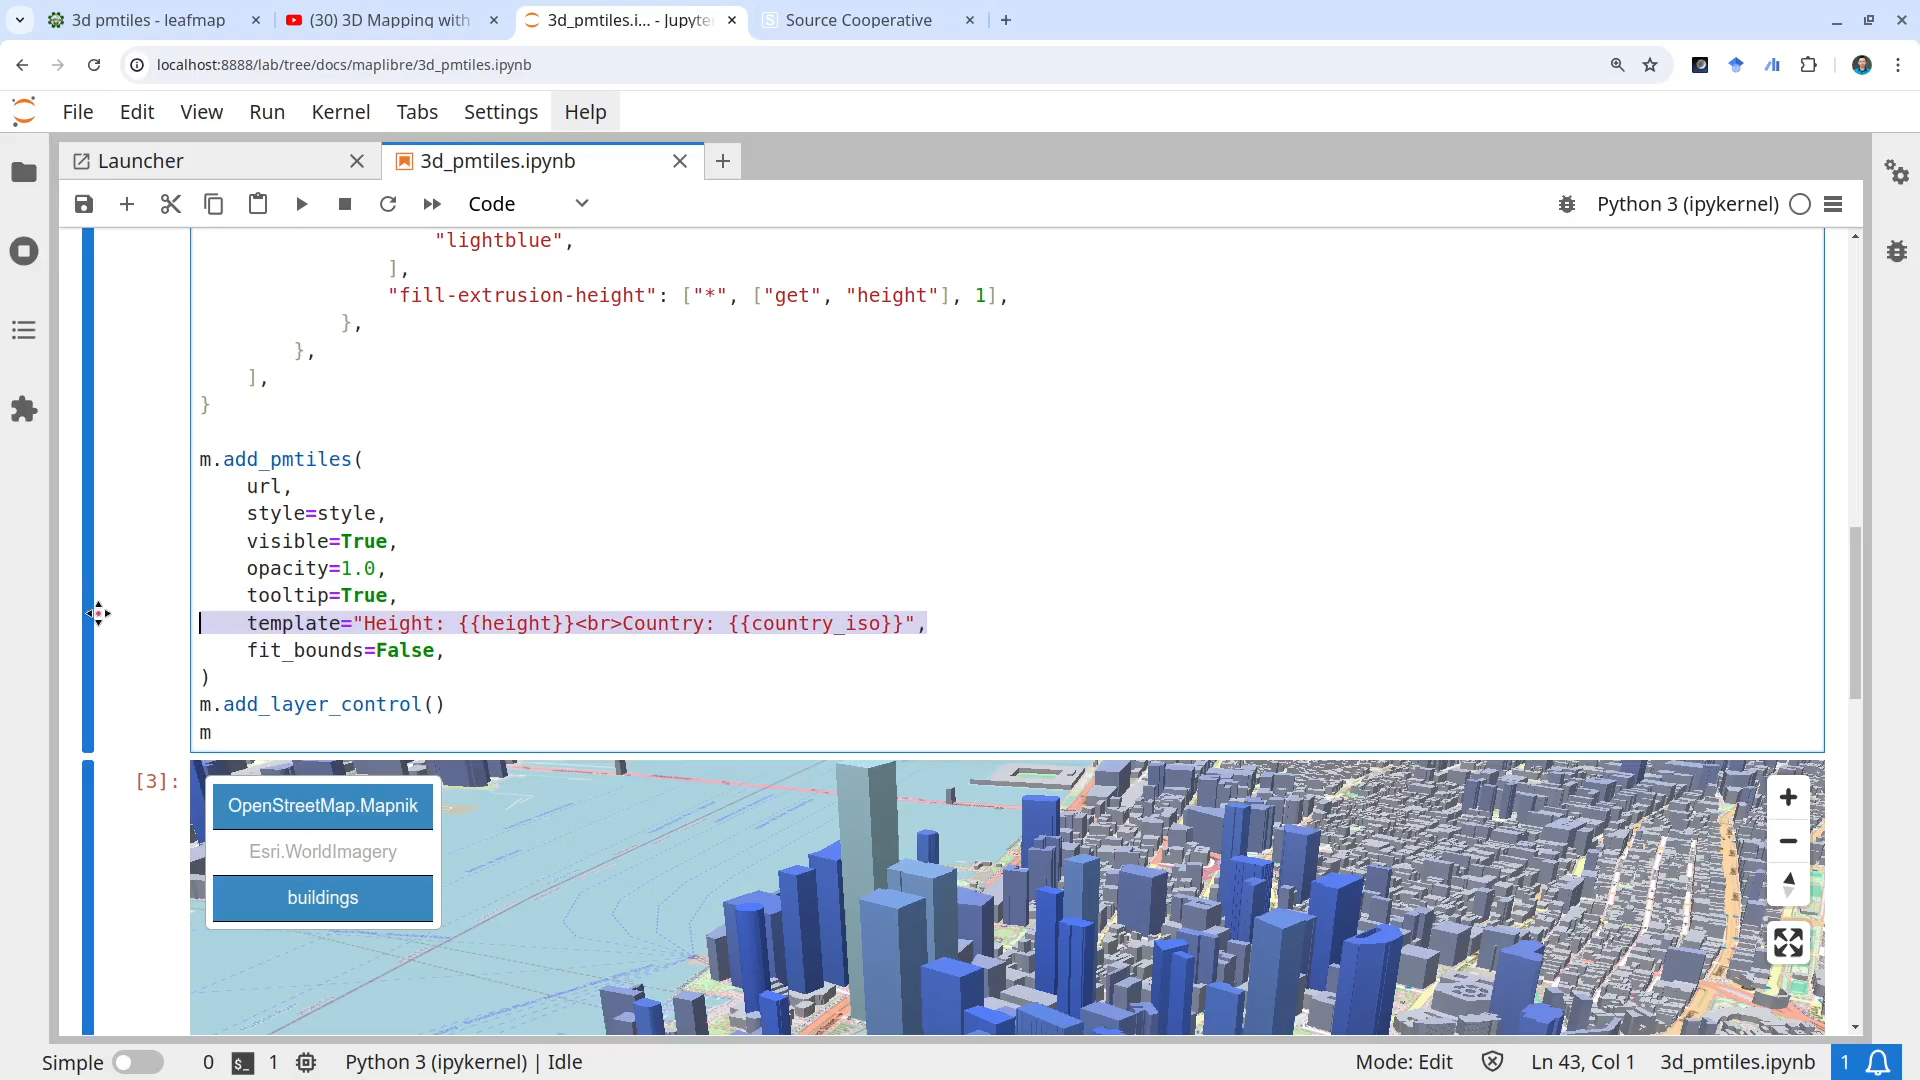 3d pmtiles - leafmap
(30) 3D Mapping with
3d_pmtiles.i... - Jupyter
Source Cooperative
localhost:8888/lab/tree/docs/maplibre/3d_pmtiles.ipynb
File Edit View Run Kernel Tabs Settings Help
Launcher
3d_pmtiles.ipynb
Code
Python 3 (ipykernel)
"lightblue",
],
"fill-extrusion-height": ["*", ["get", "height"], 1],
},
},
],
}
m.add_pmtiles(
url,
style=style,
visible=True,
opacity=1.0,
tooltip=True,
template="Height: {{height}}<br>Country: {{country_iso}}",
fit_bounds=False,
)
m.add_layer_control()
m
[3]:
OpenStreetMap.Mapnik
Esri.WorldImagery
buildings
Simple 0 $_ 1 Python 3 (ipykernel) | Idle Mode: Edit Ln 43, Col 1 3d_pmtiles.ipynb 1